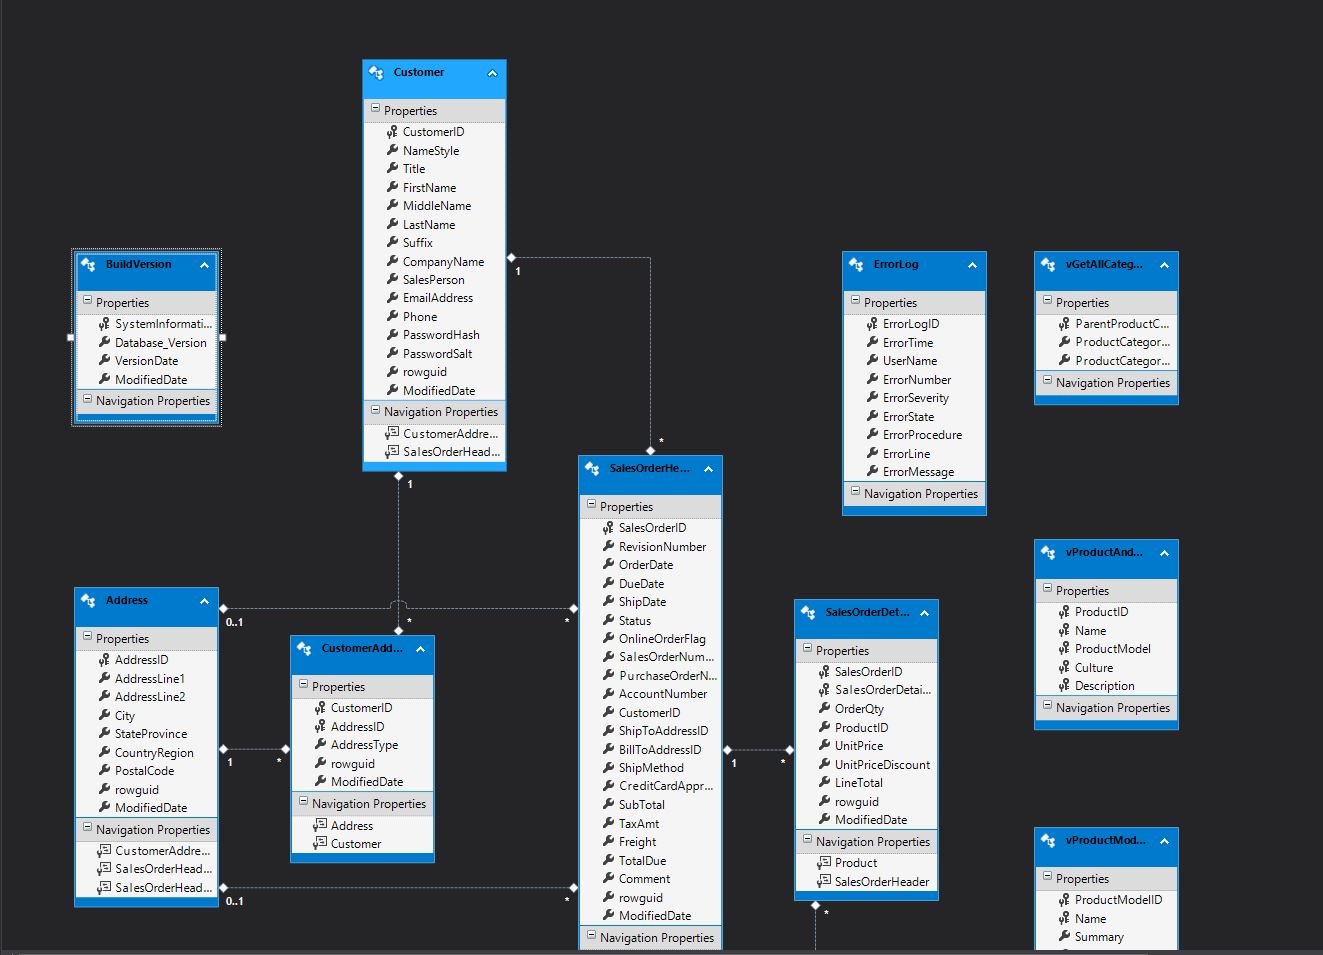 Customer
Properties
CustomerID
NameStyle
Title
FirstName
MiddleName
LastName
Suffix
CompanyName
SalesPerson
EmailAddress
Phone
PasswordHash
PasswordSalt
rowguid
ModifiedDate
Navigation Properties
CustomerAddre...
SalesOrderHead...
1
*
1
*
BuildVersion
Properties
SystemInformati...
Database_Version
VersionDate
ModifiedDate
Navigation Properties
ErrorLog
Properties
ErrorLogID
ErrorTime
UserName
ErrorNumber
ErrorSeverity
ErrorState
ErrorProcedure
ErrorLine
ErrorMessage
Navigation Properties
vGetAllCateg...
Properties
ParentProductC...
ProductCategor...
ProductCategor...
Navigation Properties
SalesOrderHe...
Properties
SalesOrderID
RevisionNumber
OrderDate
DueDate
ShipDate
Status
OnlineOrderFlag
SalesOrderNum...
PurchaseOrderN...
AccountNumber
CustomerID
ShipToAddressID
BillToAddressID
ShipMethod
CreditCardAppr...
SubTotal
TaxAmt
Freight
TotalDue
Comment
rowguid
ModifiedDate
Navigation Properties
Address
Properties
AddressID
AddressLine1
AddressLine2
City
StateProvince
CountryRegion
PostalCode
rowguid
ModifiedDate
Navigation Properties
CustomerAddre...
SalesOrderHead...
SalesOrderHead...
0..1
*
1
*
0..1
*
CustomerAdd...
Properties
CustomerID
AddressID
AddressType
rowguid
ModifiedDate
Navigation Properties
Address
Customer
1
*
SalesOrderDet...
Properties
SalesOrderID
SalesOrderDetai...
OrderQty
ProductID
UnitPrice
UnitPriceDiscount
LineTotal
rowguid
ModifiedDate
Navigation Properties
Product
SalesOrderHeader
*
vProductAnd...
Properties
ProductID
Name
ProductModel
Culture
Description
Navigation Properties
vProductMod...
Properties
ProductModelID
Name
Summary